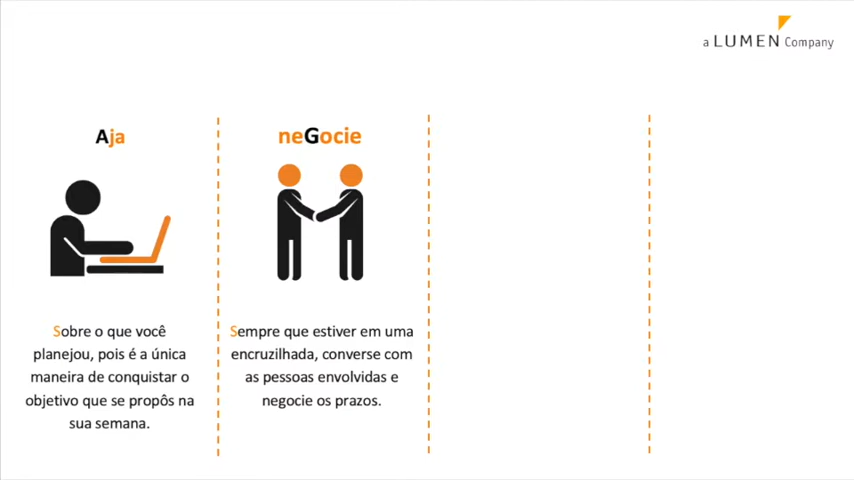 a LUMEN Company
Aja
neGocie
Sobre o que você
planejou, pois é a única
maneira de conquistar o
objetivo que se propôs na
sua semana.
Sempre que estiver em uma
encruzilhada, converse com
as pessoas envolvidas e
negocie os prazos.